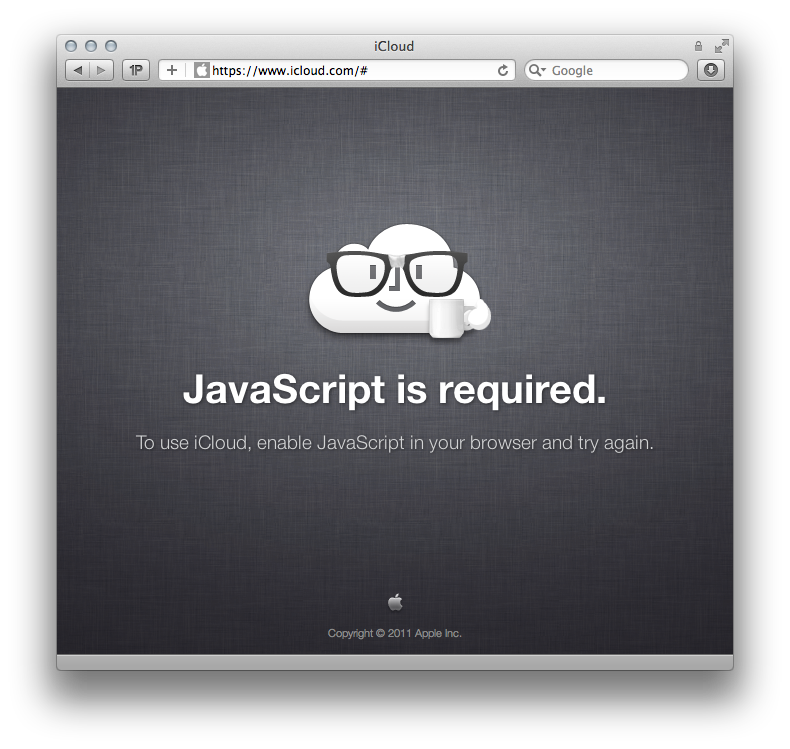 iCloud
1P
https://www.icloud.com/#
Google
JavaScript is required.
To use iCloud, enable JavaScript in your browser and try again.
Copyright © 2011 Apple Inc.